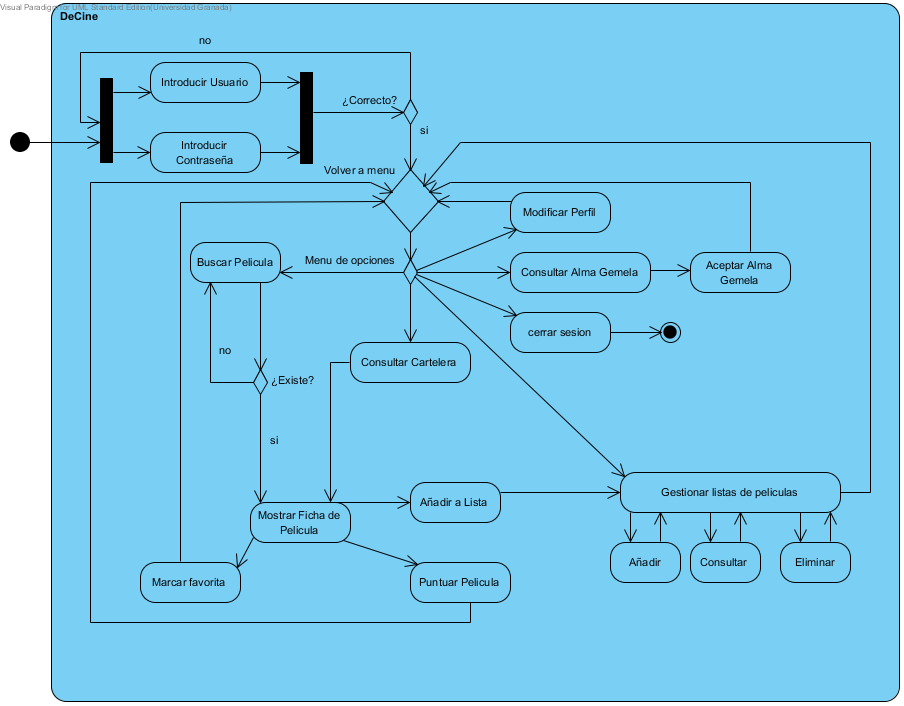 Visual Paradigm for UML Standard Edition(Universidad Granada)
DeCine
no
Introducir Usuario
¿Correcto?
si
Introducir
Contraseña
Volver a menu
Modificar Perfil
Buscar Pelicula
Menu de opciones
Consultar Alma Gemela
Aceptar Alma
Gemela
cerrar sesion
no
Consultar Cartelera
¿Existe?
si
Gestionar listas de peliculas
Añadir a Lista
Mostrar Ficha de
Pelicula
Marcar favorita
Puntuar Pelicula
Añadir
Consultar
Eliminar